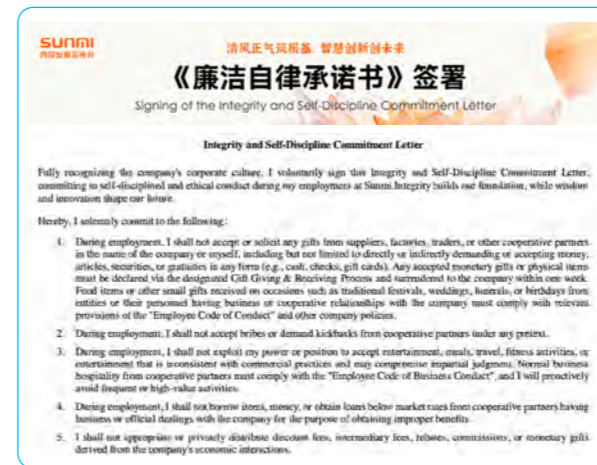 SUNMI
清风正气筑根基, 智慧创新创未来
《廉洁自律承诺书》签署
Signing of the Integrity and Self-Discipline Commitment Letter
Integrity and Self-Discipline Commitment Letter
Fully recognizing the company's corporate culture, I voluntarily sign this Integrity and Self-Discipline Commitment Letter,
committing to self-disciplined and ethical conduct during my employment at Sunmi.Integrity builds our foundation, while wisdom
and innovation shape our future.
Hereby, I solemnly commit to the following:
1. During employment, I shall not accept or solicit any gifts from suppliers, factories, traders, or other cooperative partners
in the name of the company or myself, including but not limited to directly or indirectly demanding or accepting money,
articles, securities, or gratuities in any form (e.g., cash, checks, gift cards). Any accepted monetary gifts or physical items
must be declared via the designated Gift Giving & Receiving Process and surrendered to the company within one week.
Food items or other small gifts received on occasions such as traditional festivals, weddings, funerals, or birthdays from
entities or their personnel having business or cooperative relationships with the company must comply with relevant
provisions of the "Employee Code of Conduct" and other company policies.
2. During employment, I shall not accept bribes or demand kickbacks from cooperative partners under any pretext.
3. During employment, I shall not exploit my power or position to accept entertainment, meals, travel, fitness activities, or
entertainment that is inconsistent with commercial practices and may compromise impartial judgment. Normal business
hospitality from cooperative partners must comply with the "Employee Code of Business Conduct", and I will proactively
avoid frequent or high-value activities.
4. During employment, I shall not borrow items, money, or obtain loans below market rates from cooperative partners having
business or official dealings with the company for the purpose of obtaining improper benefits.
5. I shall not appropriate or privately distribute discount fees, intermediary fees, rebates, commissions, or monetary gifts
derived from the company's economic interactions.